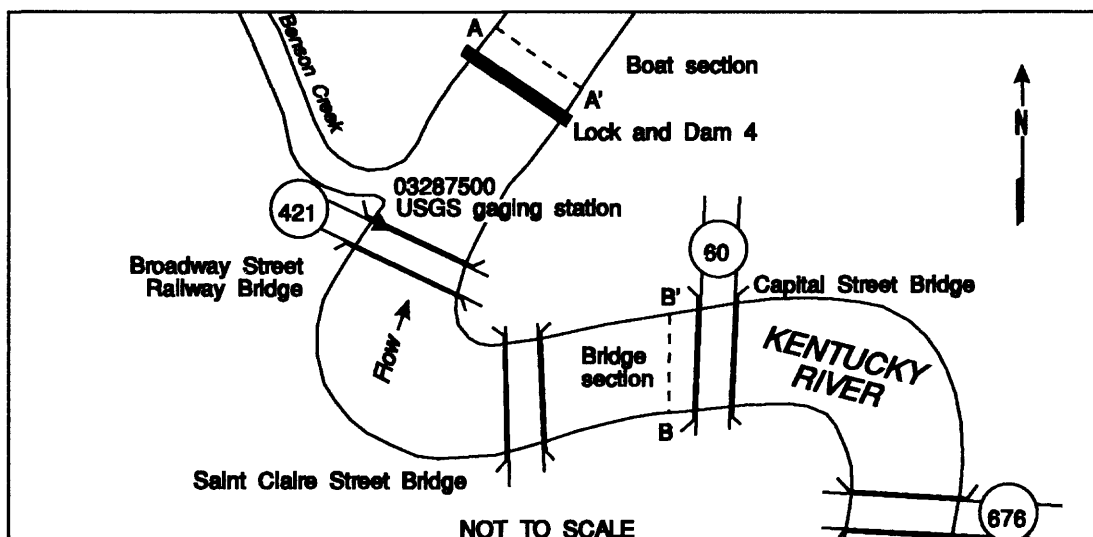 Benson Creek
A
Boat section
A'
Lock and Dam 4
N
03287500
USGS gaging station
421
Broadway Street
Railway Bridge
60
Capital Street Bridge
B'
Flow
Bridge
section
KENTUCKY
RIVER
B
Saint Claire Street Bridge
NOT TO SCALE
676